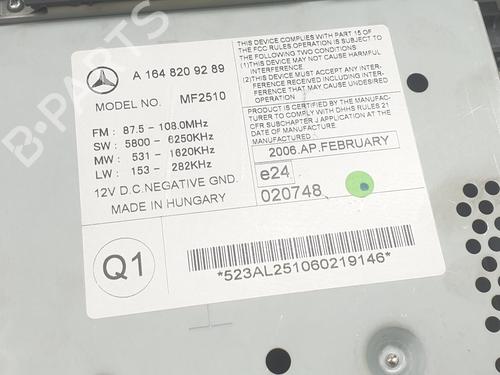 A 164 820 92 89
MODEL NO. MF2510
FM : 87.5 - 108.0MHz
SW : 5800 - 6250KHz
MW : 531 - 1620KHz
LW : 153 - 282KHz
12V D.C. NEGATIVE GND.
MADE IN HUNGARY
THIS DEVICE COMPLIES WITH PART 15 OF
THE FCC RULES OPERATION IS SUBJECT TO
THE FOLLOWING TWO CONDITIONS
(1)THIS DEVICE MAY NOT CAUSE HARMFUL
INTERFERENCE.
(2)THIS DEVICE MUST ACCEPT ANY INTER-
FERENCE RECEIVED INCLUDING INTER-
FERENCE THAT MAY CAUSE UNDESIRED
OPERATION
PRODUCT IS CERTIFIED BY MANUFAC-
TURER TO COMPLY WITH DHHS RULES 21
CFR SUBCHAPTER J APPLICATION AT THE
DATE OF MANUFACTURE.
MANUFACTURED :
2006.AP.FEBRUARY
e24
020748
Q1
*523AL251060219146*
B-PARTS